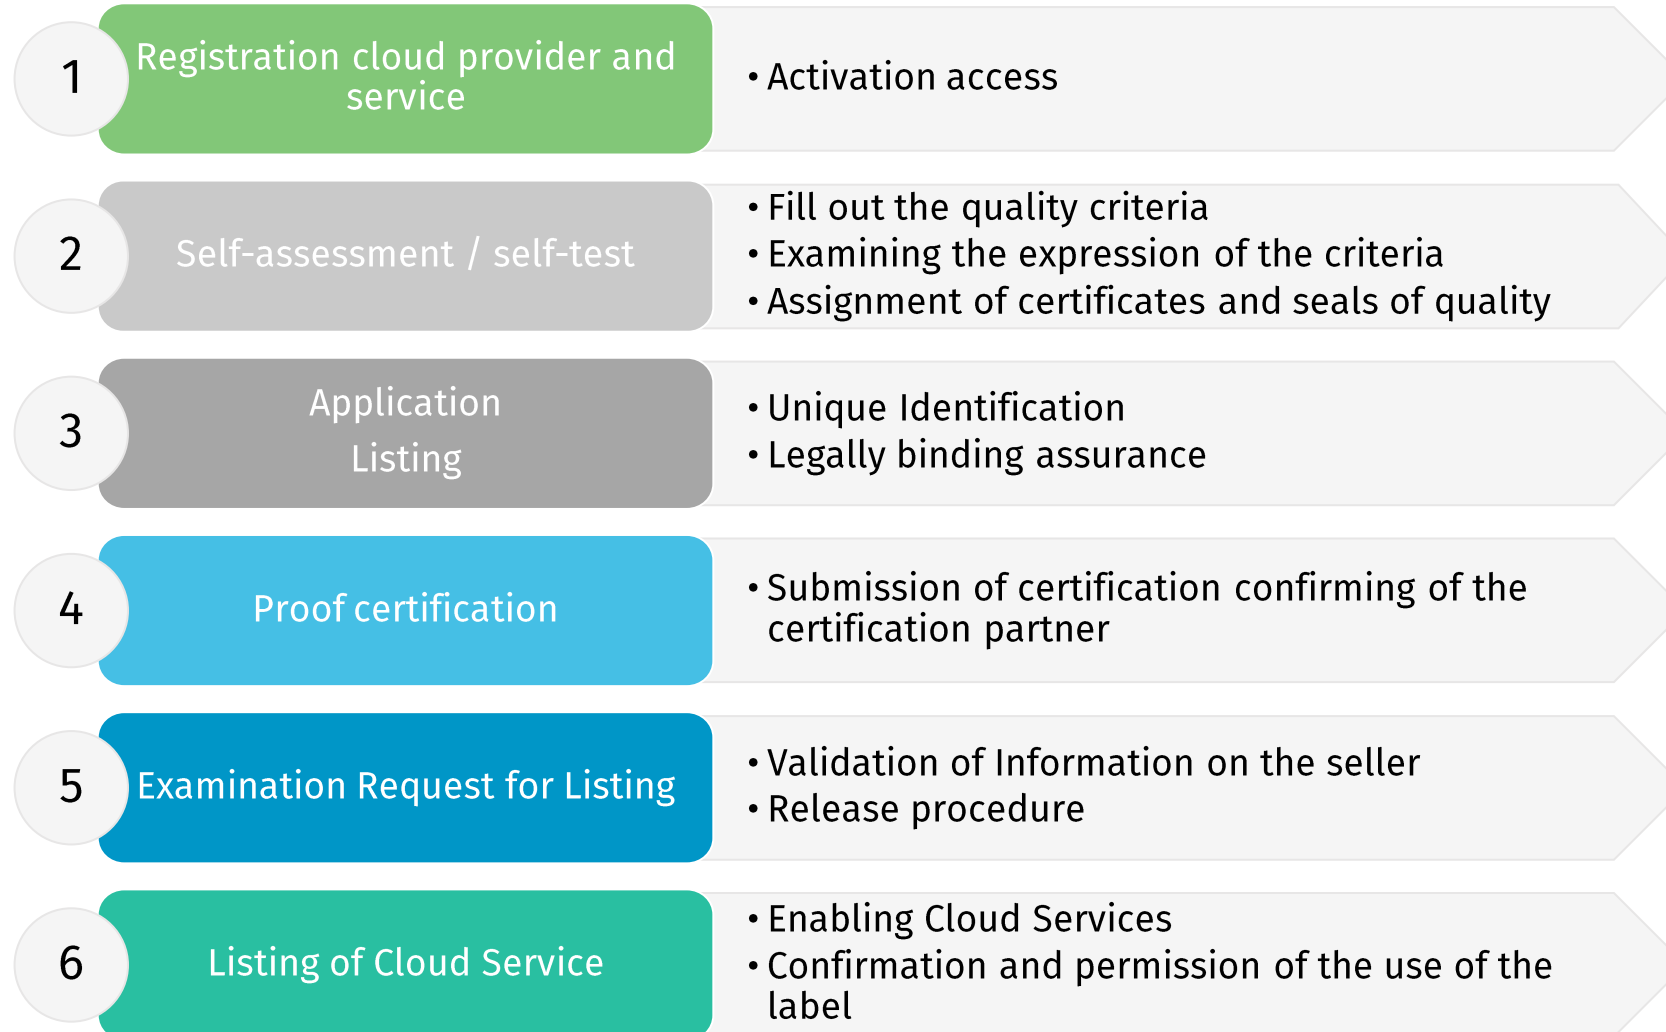 1
Registration cloud provider and
service
• Activation access
2
Self-assessment / self-test
• Fill out the quality criteria
• Examining the expression of the criteria
• Assignment of certificates and seals of quality
3
Application
Listing
• Unique Identification
• Legally binding assurance
4
Proof certification
• Submission of certification confirming of the
certification partner
5
Examination Request for Listing
• Validation of Information on the seller
• Release procedure
6
Listing of Cloud Service
• Enabling Cloud Services
• Confirmation and permission of the use of the
label